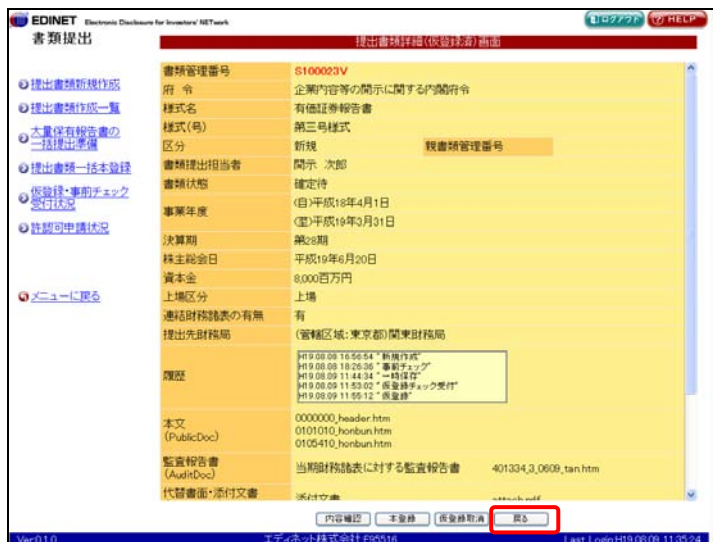 EDINET Electronic Disclosure for Investors' NETwork
ログアウト HELP
書類提出
提出書類詳細(仮登録済)画面
提出書類新規作成
提出書類作成一覧
大量保有報告書の
一括提出準備
提出書類一括本登録
仮登録・事前チェック
受付状況
許認可申請状況
メニューに戻る
書類管理番号 S100023V
府 令 企業内容等の開示に関する内閣府令
様式名 有価証券報告書
様式(号) 第三号様式
区分 新規 親書類管理番号
書類提出担当者 開示 次郎
書類状態 確定待
事業年度 (自)平成18年4月1日
(至)平成19年3月31日
決算期 第28期
株主総会日 平成19年6月20日
資本金 8,000百万円
上場区分 上場
連結財務諸表の有無 有
提出先財務局 (管轄区域:東京都)関東財務局
履歴
H19.08.08 16:56:54 "新規作成"
H19.08.08 18:26:36 "事前チェック"
H19.08.09 11:44:34 "一時保存"
H19.08.09 11:53:02 "仮登録チェック受付"
H19.08.09 11:55:12 "仮登録"
本文
(PublicDoc)
0000000_header.htm
0101010_honbun.htm
0105410_honbun.htm
監査報告書
(AuditDoc)
当期財務諸表に対する監査報告書 401334_3_0609_tan.htm
代替書面・添付文書
添付文書 attach.pdf
内容確認 本登録 仮登録取消 戻る
Ver.0.1.0 エディネット株式会社:E95516 Last Login:H19.08.09 11:35:24